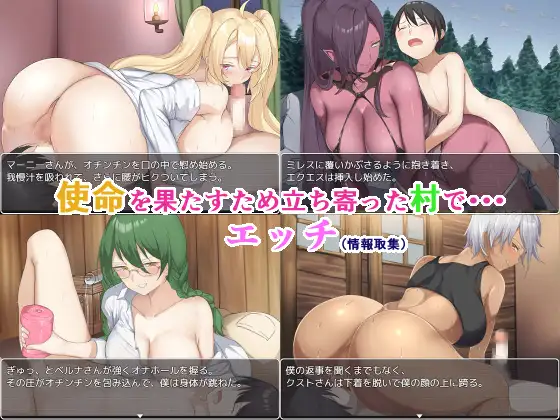 マーニーさんが、オチンチンを口の中で慰め始める。
我慢汁を吸われて、さらに腰がヒクついてしまう。
ミレスに覆いかぶさるように抱き着き、
エクエスは挿入し始めた。
使命を果たすため立ち寄った村で…
エッチ(情報取集)
ぎゅっ、とベルナさんが強くオナホールを握る。
その圧がオチンチンを包み込んで、僕は身体が跳ねた。
僕の返事を聞くまでもなく、
クストさんは下着を脱いで僕の顔の上に跨る。